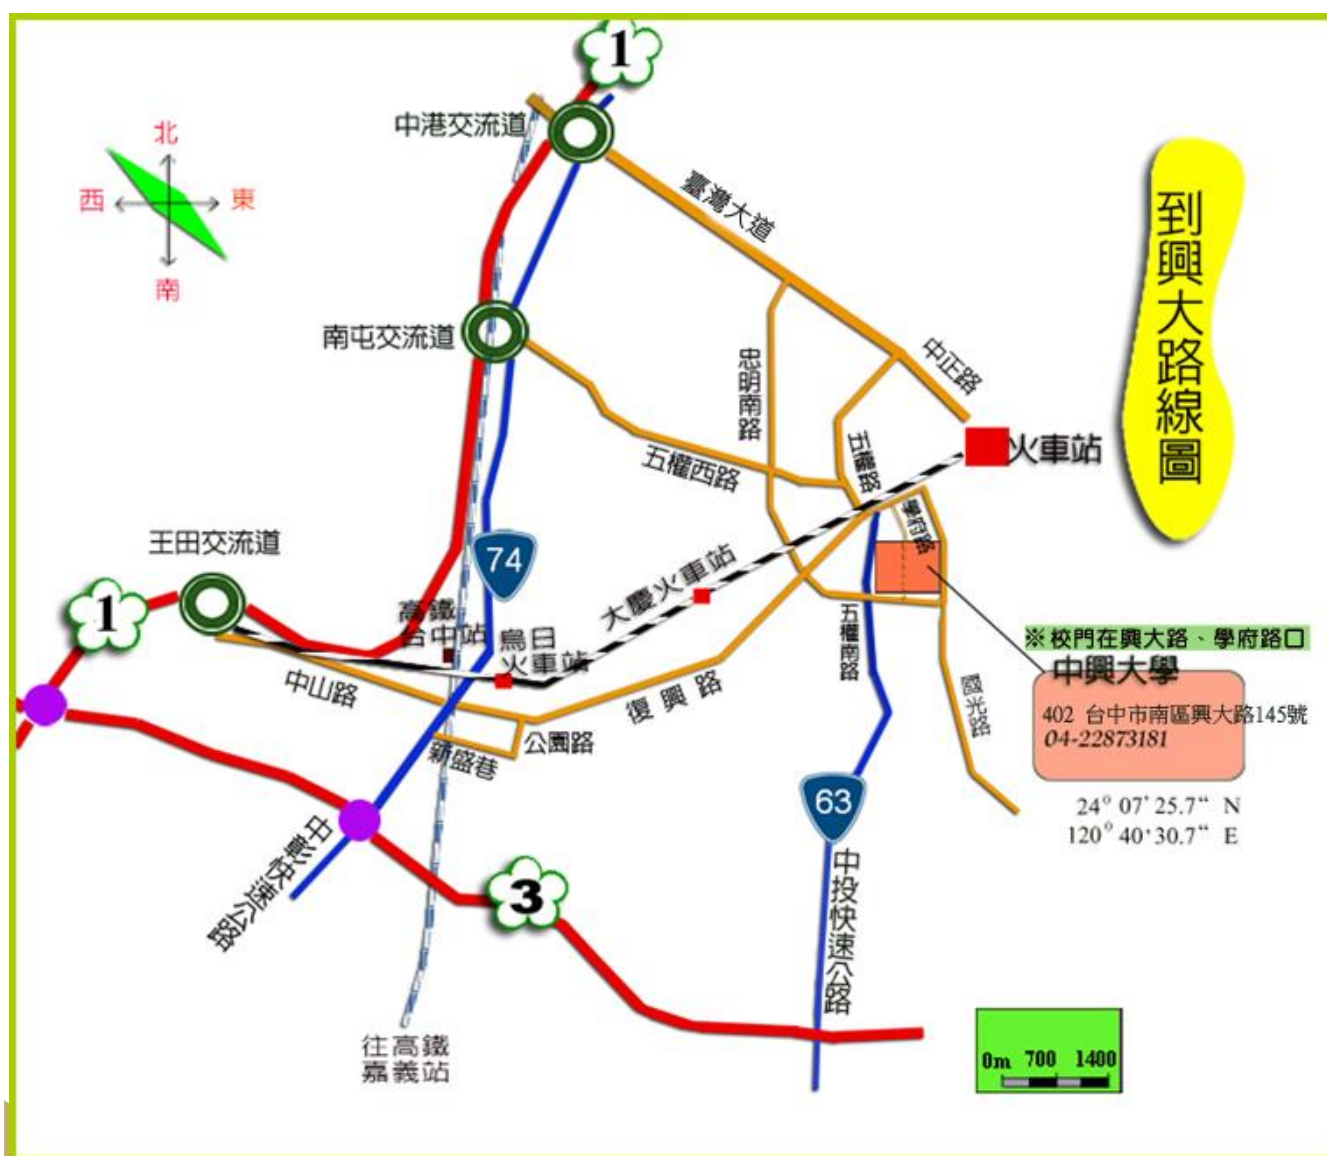 1
中港交流道
北
西
東
南
臺灣大道
到興大路線圖
南屯交流道
忠明南路
中正路
火車站
五權西路
五權路
學府路
王田交流道
74
1
高鐵
台中站
烏日
火車站
大慶火車站
五權南路
※校門在興大路、學府路口
中興大學
402 台中市南區興大路145號
04-22873181
中山路
復興路
國光路
新盛巷
公園路
24° 07' 25.7" N
120° 40' 30.7" E
63
中彰快速公路
3
中投快速公路
往高鐵
嘉義站
0m 700 1400